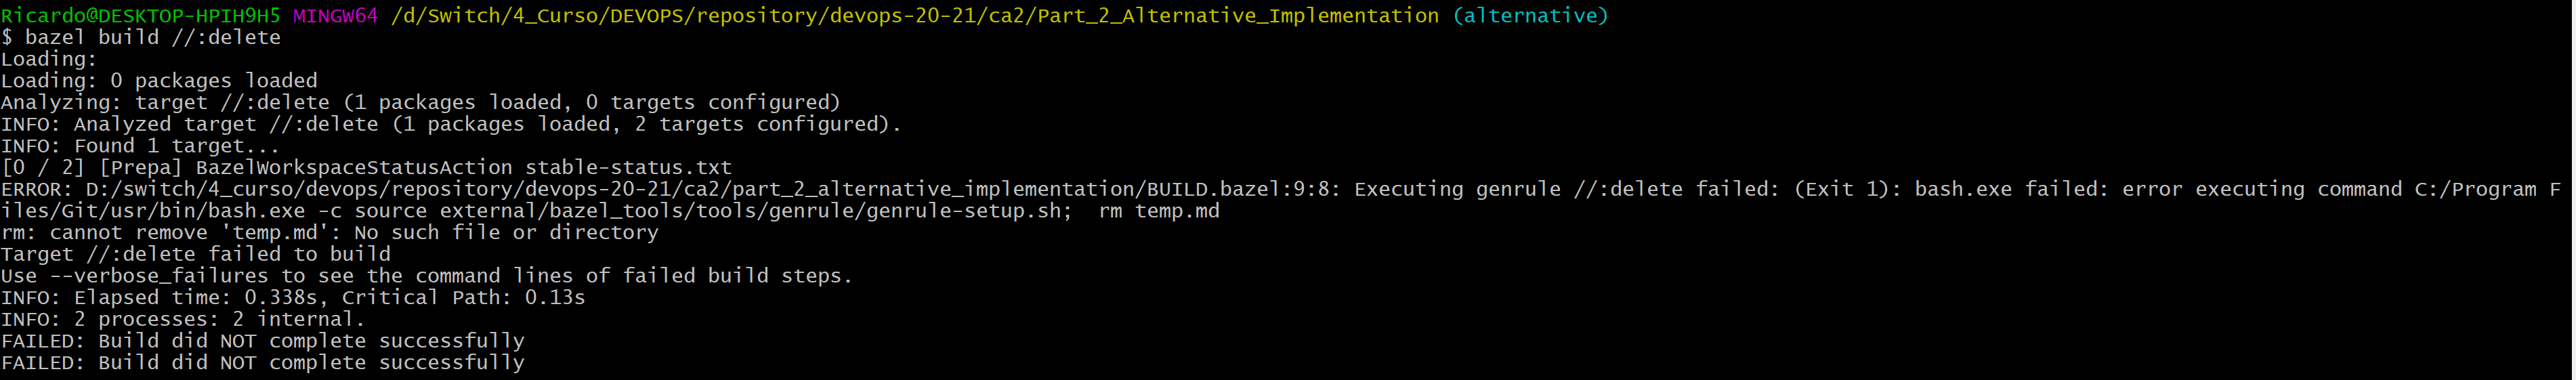 Ricardo@DESKTOP-HPIH9H5 MINGW64 /d/Switch/4_Curso/DEVOPS/repository/devops-20-21/ca2/Part_2_Alternative_Implementation (alternative)
$ bazel build //:delete
Loading:
Loading: 0 packages loaded
Analyzing: target //:delete (1 packages loaded, 0 targets configured)
INFO: Analyzed target //:delete (1 packages loaded, 2 targets configured).
INFO: Found 1 target...
[0 / 2] [Prepa] BazelWorkspaceStatusAction stable-status.txt
ERROR: D:/switch/4_curso/devops/repository/devops-20-21/ca2/part_2_alternative_implementation/BUILD.bazel:9:8: Executing genrule //:delete failed: (Exit 1): bash.exe failed: error executing command C:/Program F
iles/Git/usr/bin/bash.exe -c source external/bazel_tools/tools/genrule/genrule-setup.sh;  rm temp.md
rm: cannot remove 'temp.md': No such file or directory
Target //:delete failed to build
Use --verbose_failures to see the command lines of failed build steps.
INFO: Elapsed time: 0.338s, Critical Path: 0.13s
INFO: 2 processes: 2 internal.
FAILED: Build did NOT complete successfully
FAILED: Build did NOT complete successfully